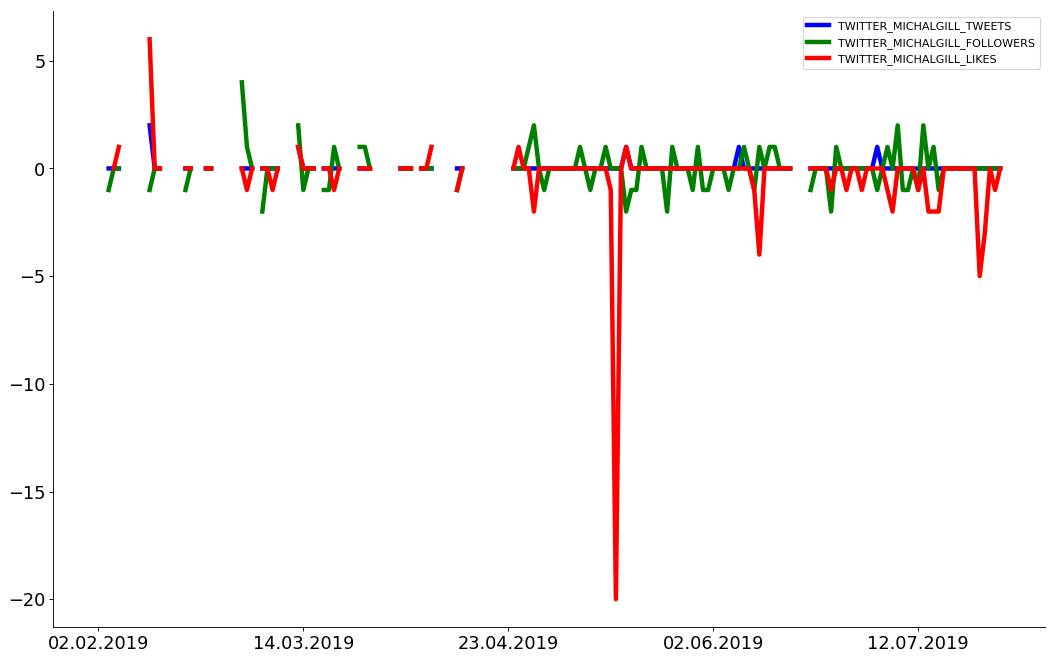 TWITTER_MICHALGILL_TWEETS
TWITTER_MICHALGILL_FOLLOWERS
TWITTER_MICHALGILL_LIKES
5
0
−5
−10
−15
−20
02.02.2019 14.03.2019 23.04.2019 02.06.2019 12.07.2019